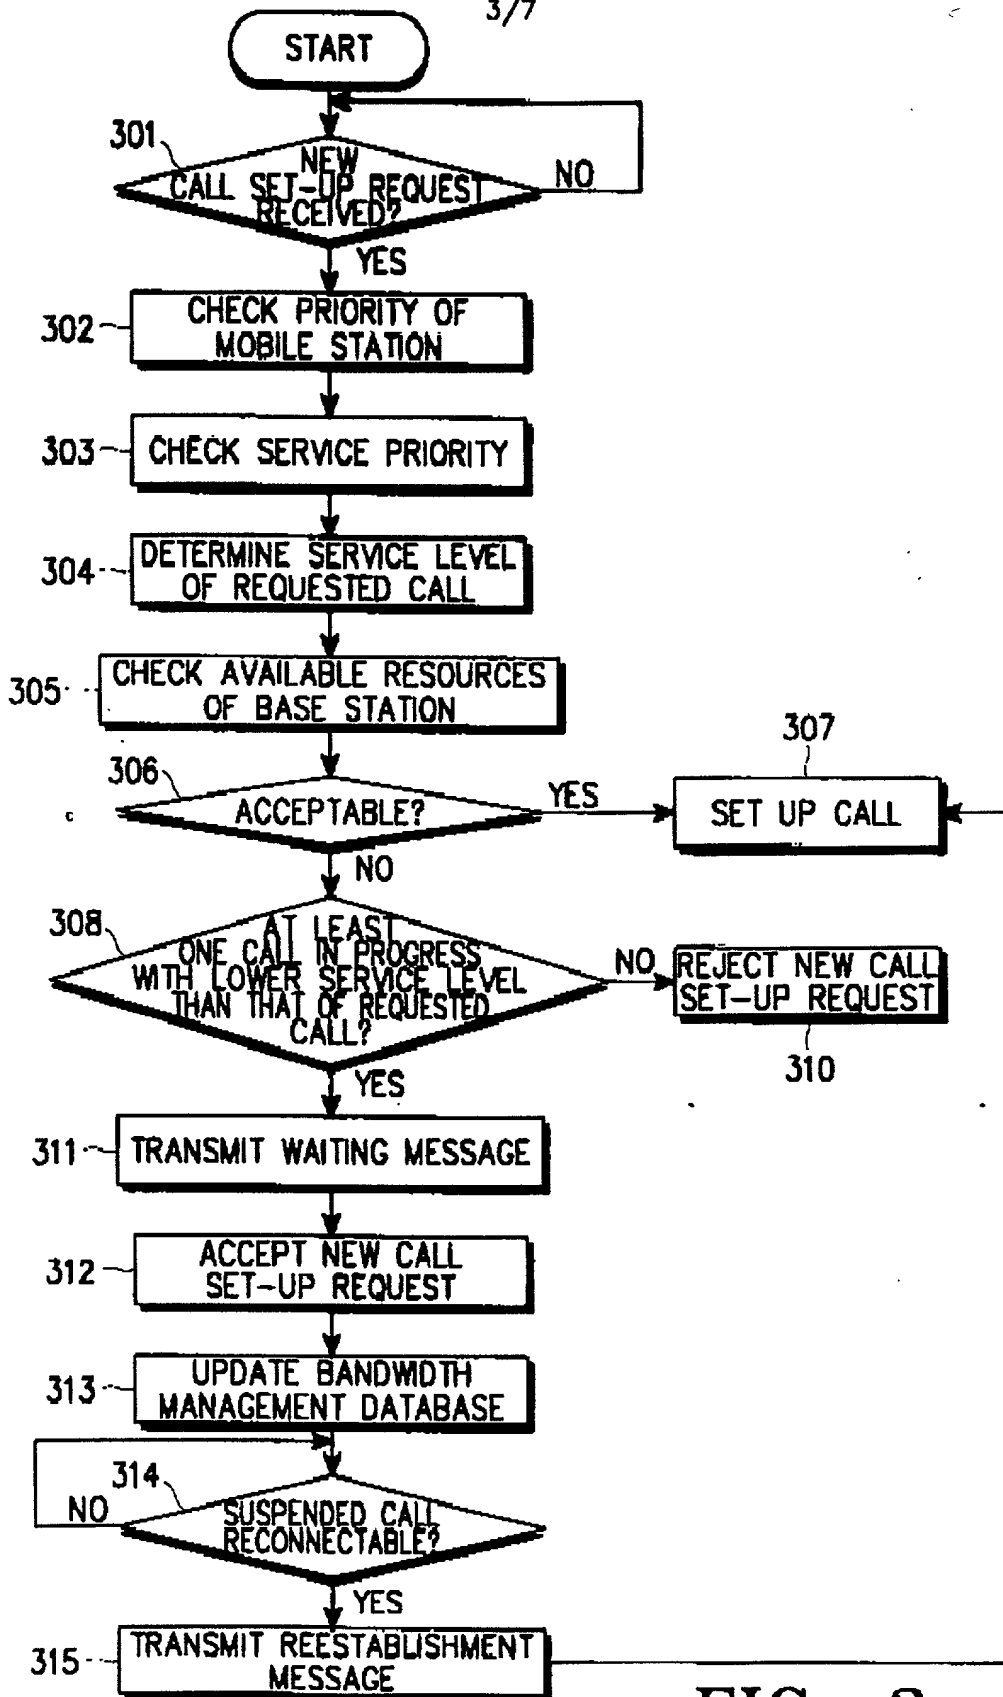 3/7
START
301
NEW
CALL SET-UP REQUEST
RECEIVED?
NO
YES
302
CHECK PRIORITY OF
MOBILE STATION
303
CHECK SERVICE PRIORITY
304
DETERMINE SERVICE LEVEL
OF REQUESTED CALL
305
CHECK AVAILABLE RESOURCES
OF BASE STATION
306
ACCEPTABLE?
YES
307
SET UP CALL
NO
308
AT LEAST
ONE CALL IN PROGRESS
WITH LOWER SERVICE LEVEL
THAN THAT OF REQUESTED
CALL?
NO
REJECT NEW CALL
SET-UP REQUEST
310
YES
311
TRANSMIT WAITING MESSAGE
312
ACCEPT NEW CALL
SET-UP REQUEST
313
UPDATE BANDWIDTH
MANAGEMENT DATABASE
314
NO
SUSPENDED CALL
RECONNECTABLE?
YES
315
TRANSMIT REESTABLISHMENT
MESSAGE